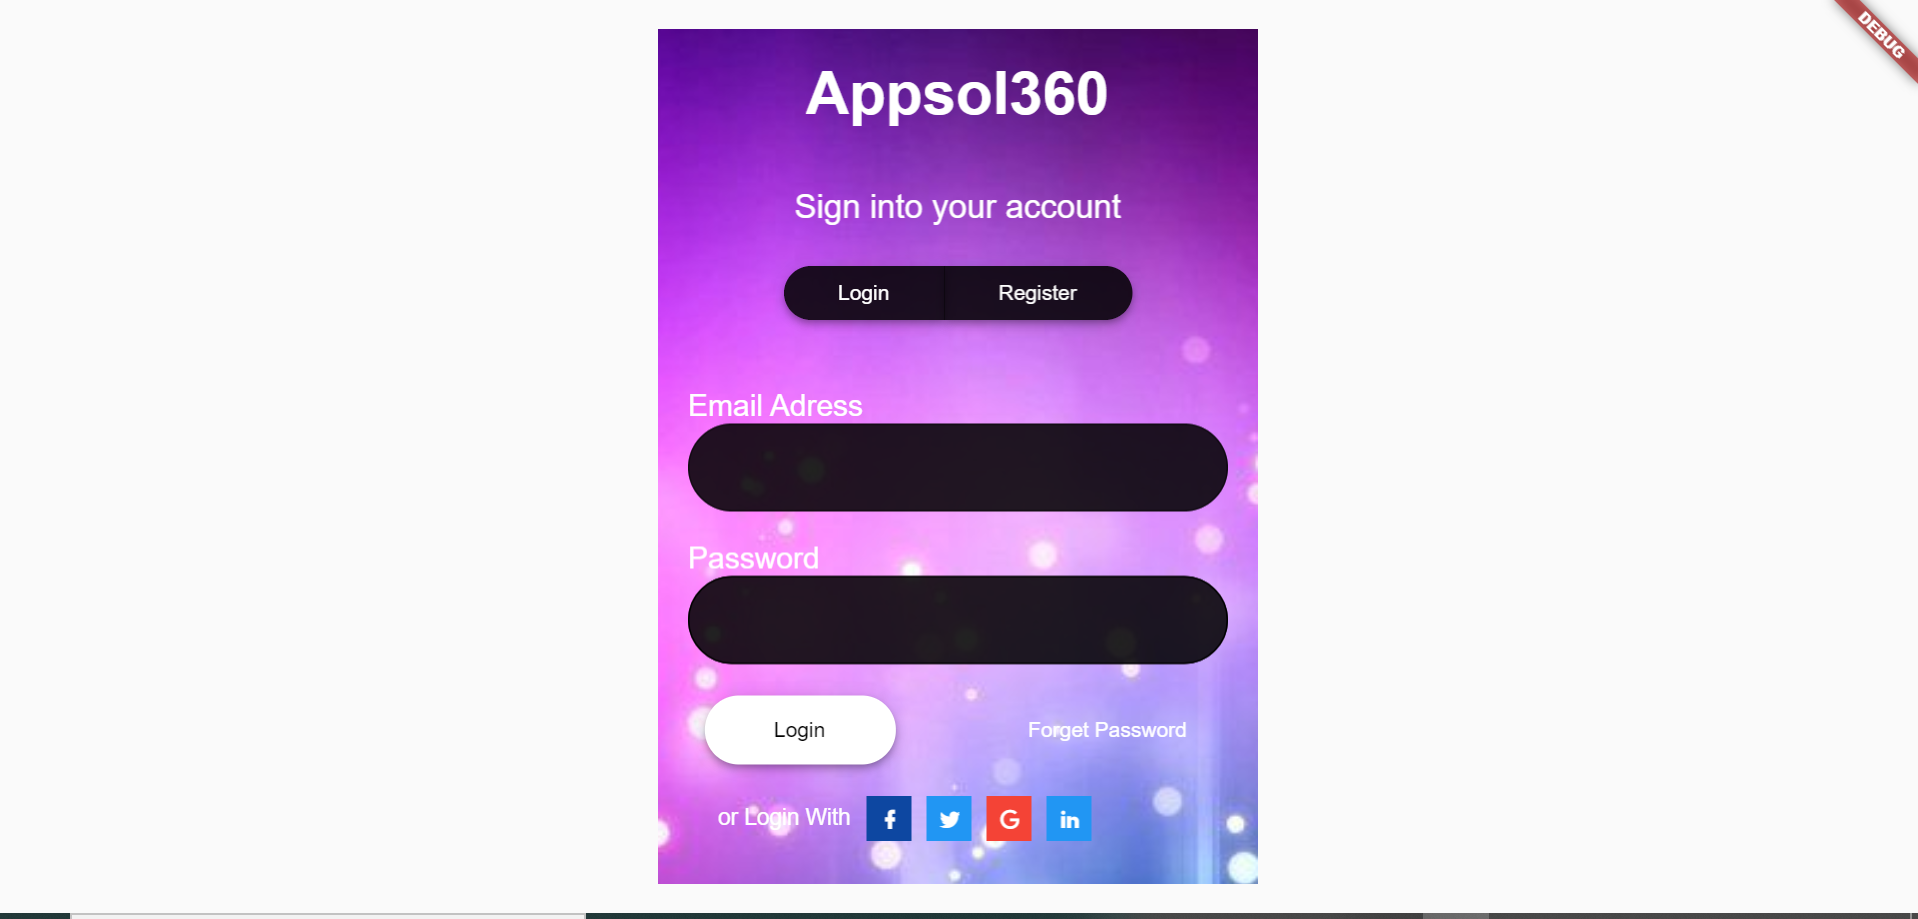 DEBUG
Appsol360
Sign into your account
Login Register
Email Adress
Password
Login Forget Password
or Login With f G in